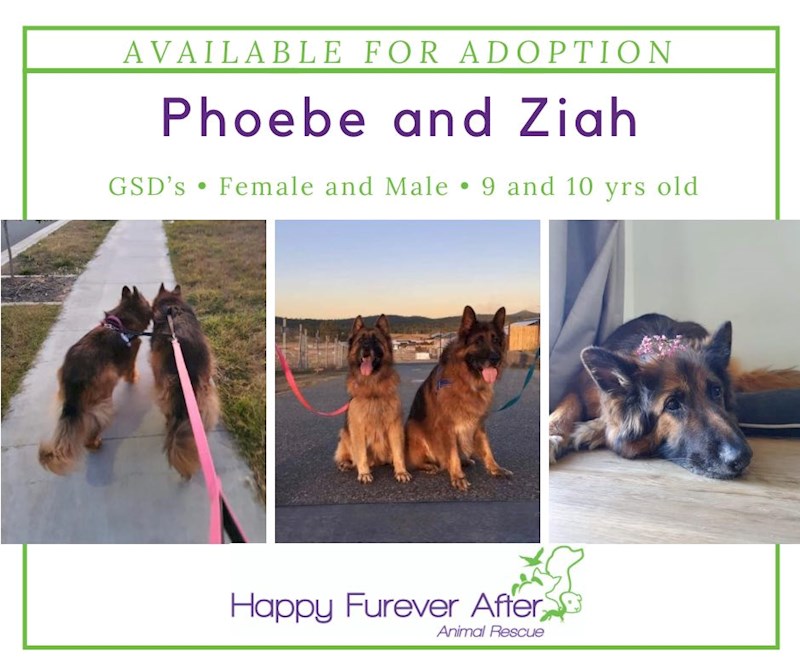 AVAILABLE FOR ADOPTION
Phoebe and Ziah
GSD's • Female and Male • 9 and 10 yrs old
Happy Furever After
Animal Rescue